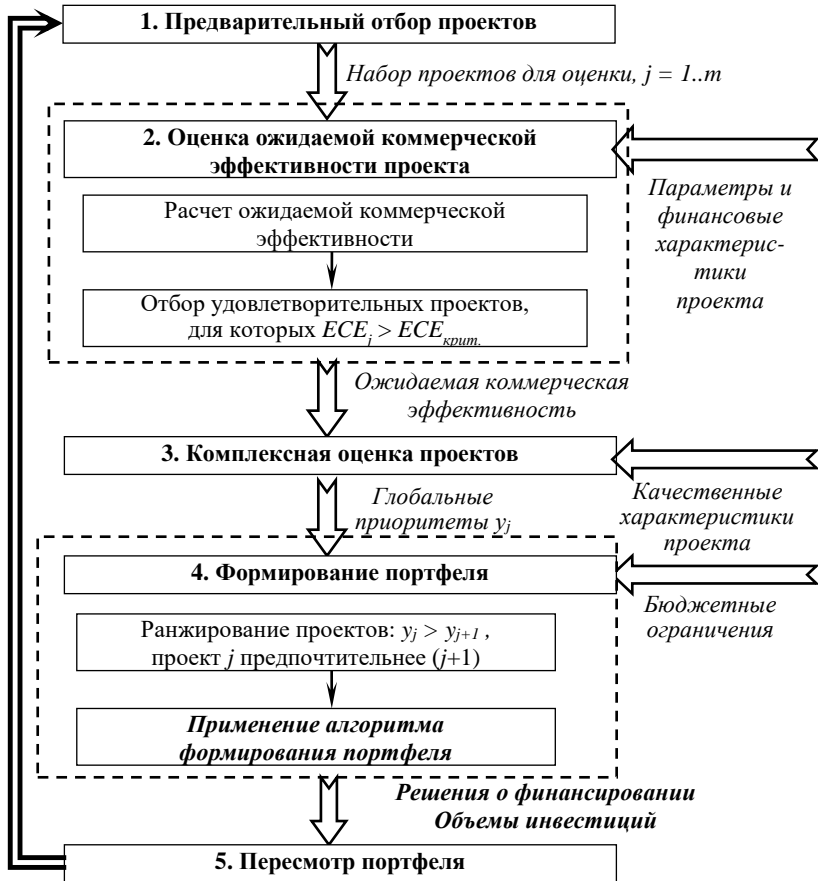 1. Предварительный отбор проектов
Набор проектов для оценки, j = 1..m
2. Оценка ожидаемой коммерческой
эффективности проекта
Параметры и
финансовые
характерис-
тики
проекта
Расчет ожидаемой коммерческой
эффективности
Отбор удовлетворительных проектов,
для которых ECEj > ECEкрит.
Ожидаемая коммерческая
эффективность
3. Комплексная оценка проектов
Качественные
характеристики
проекта
Глобальные
приоритеты yj
4. Формирование портфеля
Бюджетные
ограничения
Ранжирование проектов: yj > yj+1 ,
проект j предпочтительнее (j+1)
Применение алгоритма
формирования портфеля
Решения о финансировании
Объемы инвестиций
5. Пересмотр портфеля